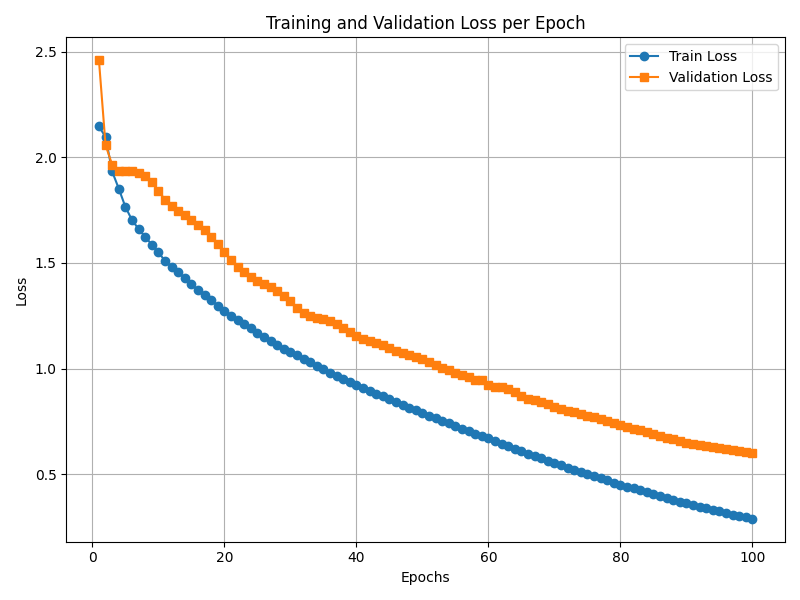 Training and Validation Loss per Epoch
Train Loss
Validation Loss
2.5
2.0
1.5
1.0
0.5
Loss
0 20 40 60 80 100
Epochs